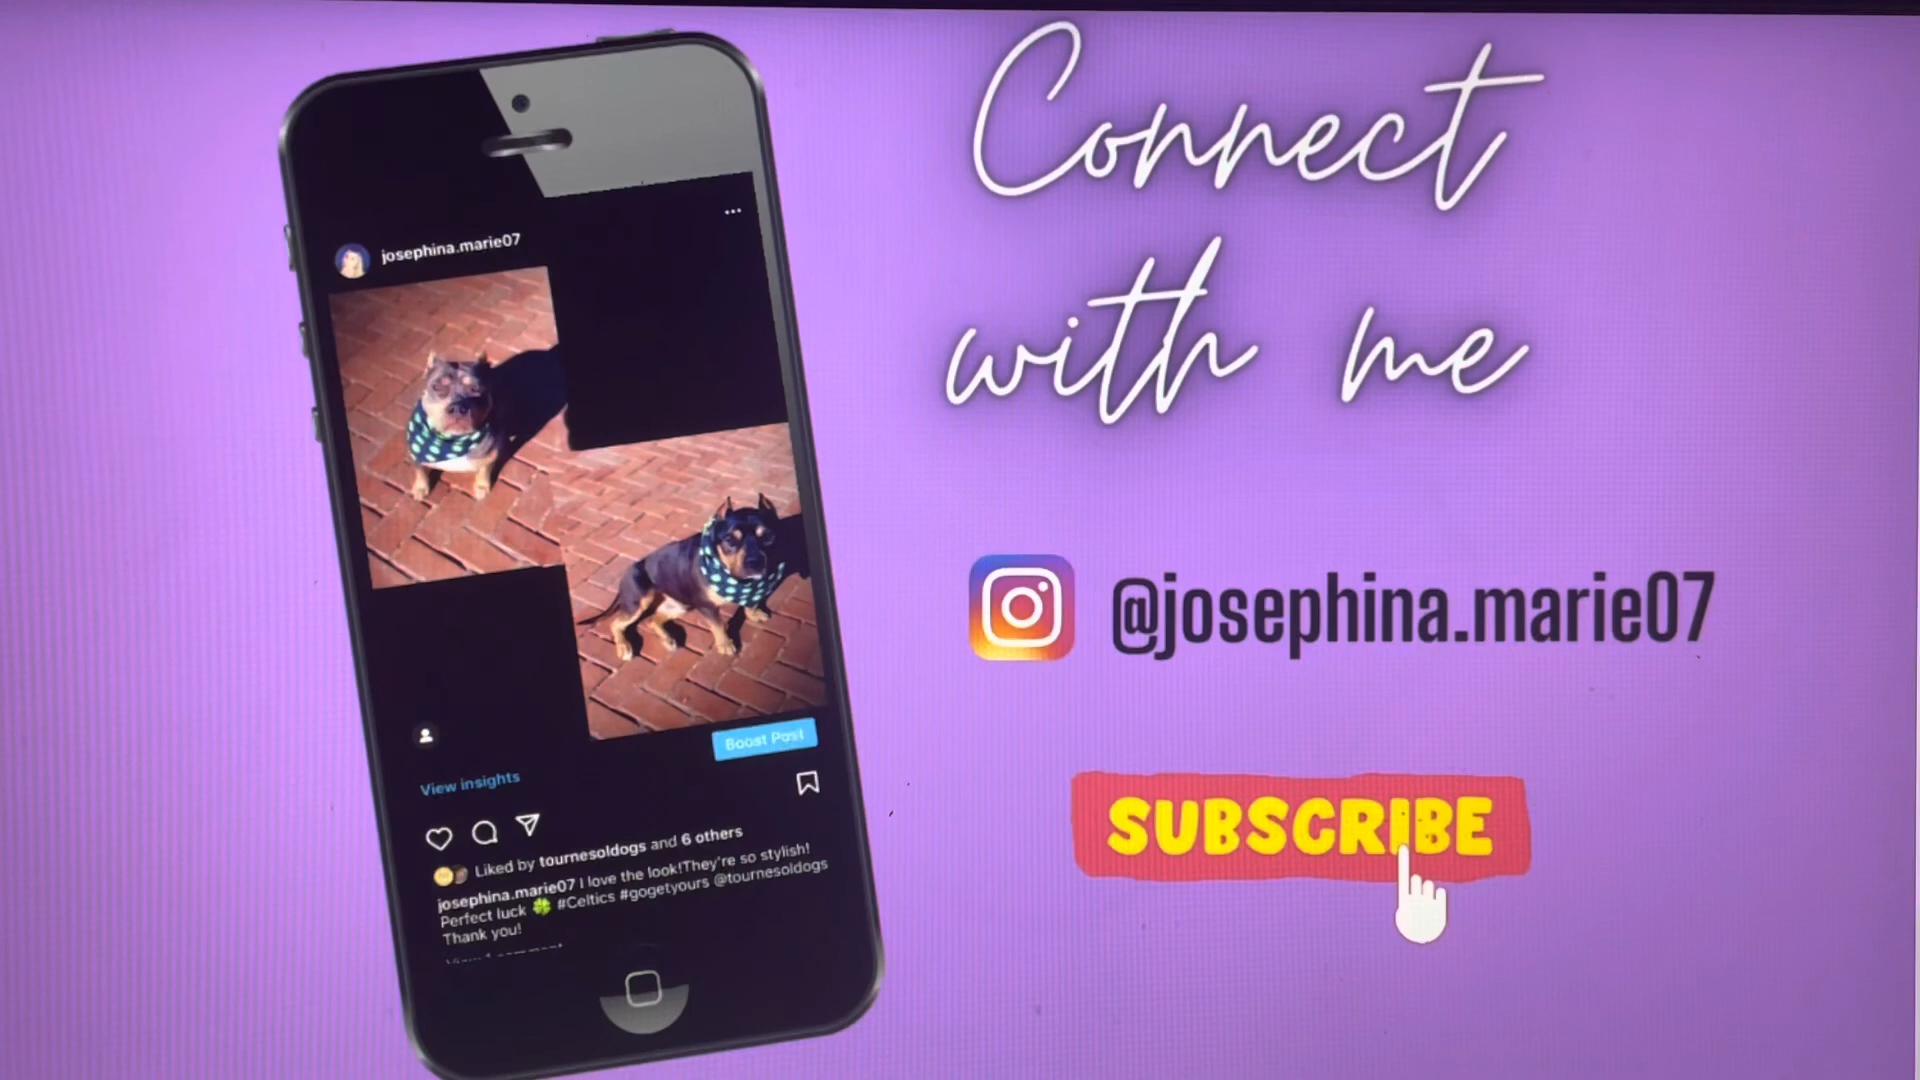 josephina.marie07
Boost Post
View insights
Liked by tournesoldogs and 6 others
josephina.marie07 I love the look!They're so stylish!
Perfect luck 🍀 #Celtics #gogetyours @tournesoldogs
Thank you!
Connect
with me
@josephina.marie07
SUBSCRIBE